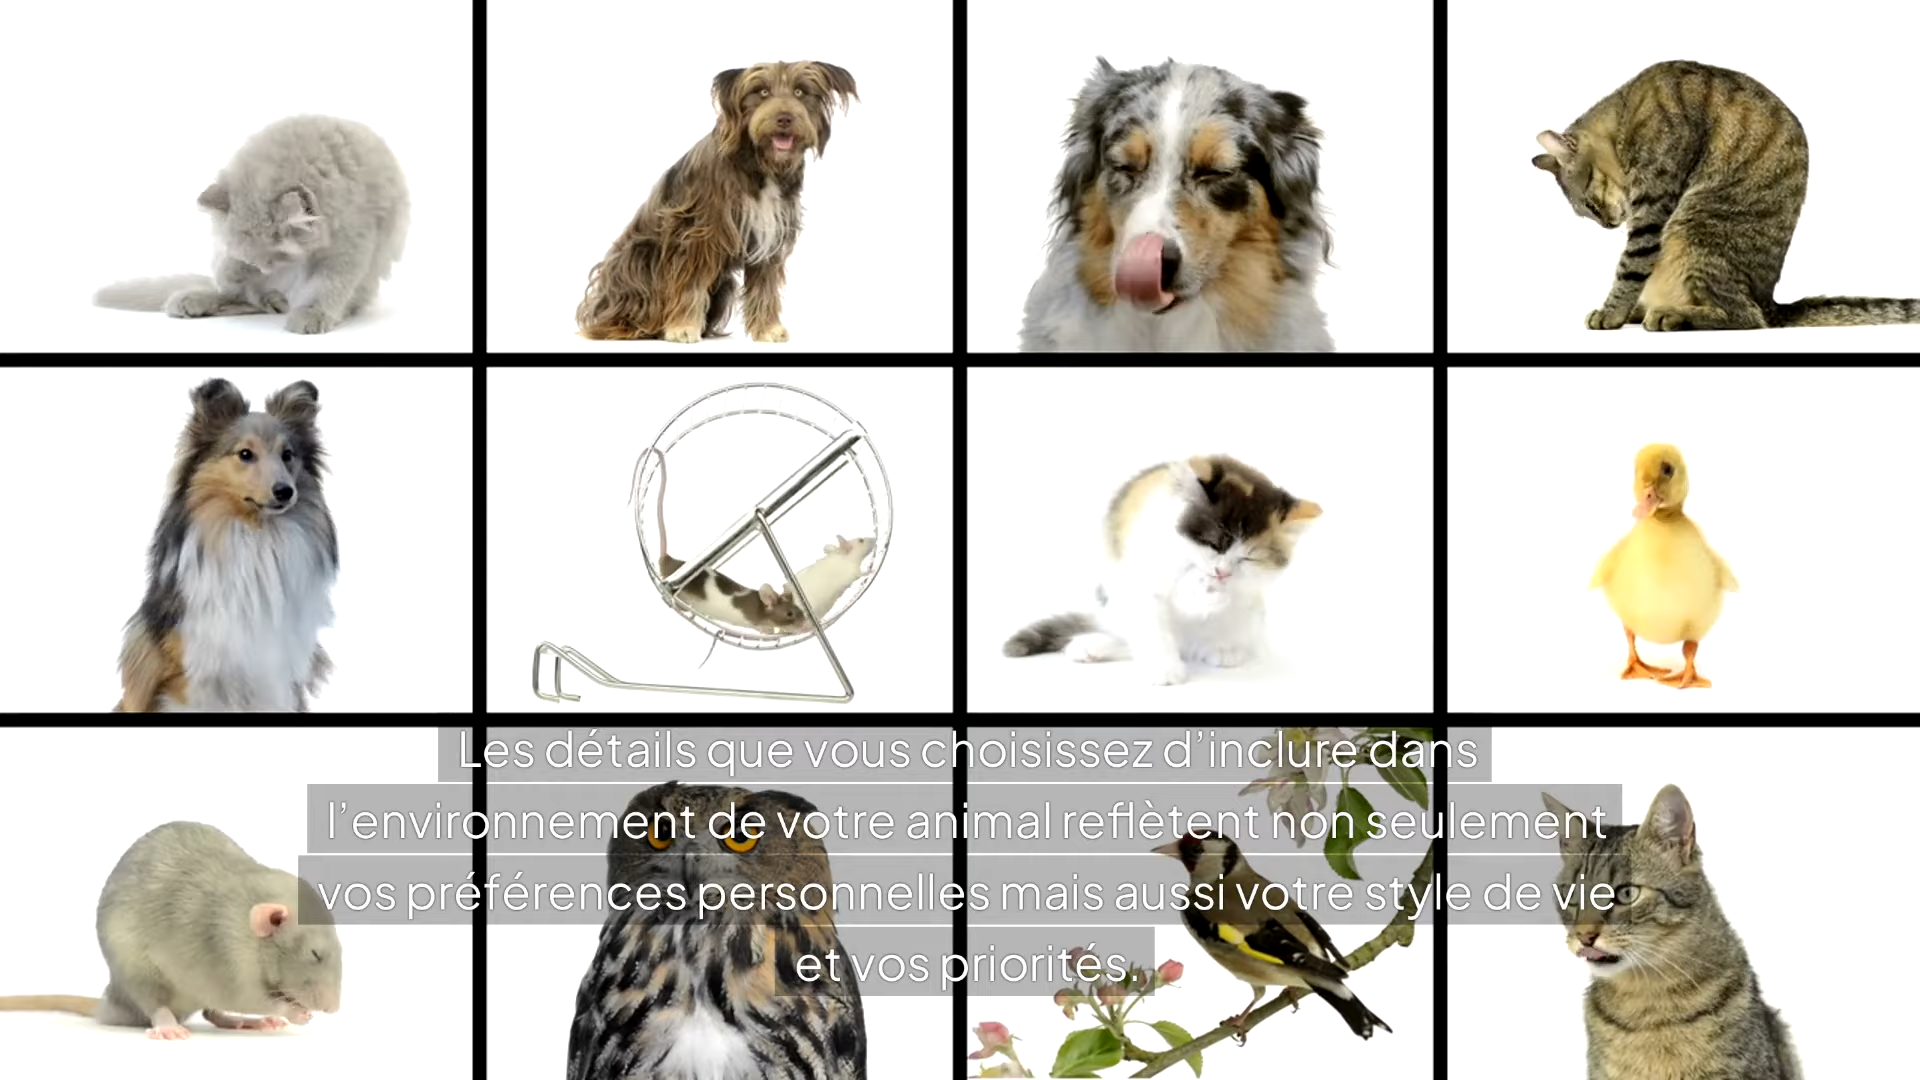 Les détails que vous choisissez d’inclure dans
l’environnement de votre animal reflètent non seulement
vos préférences personnelles mais aussi votre style de vie
et vos priorités.